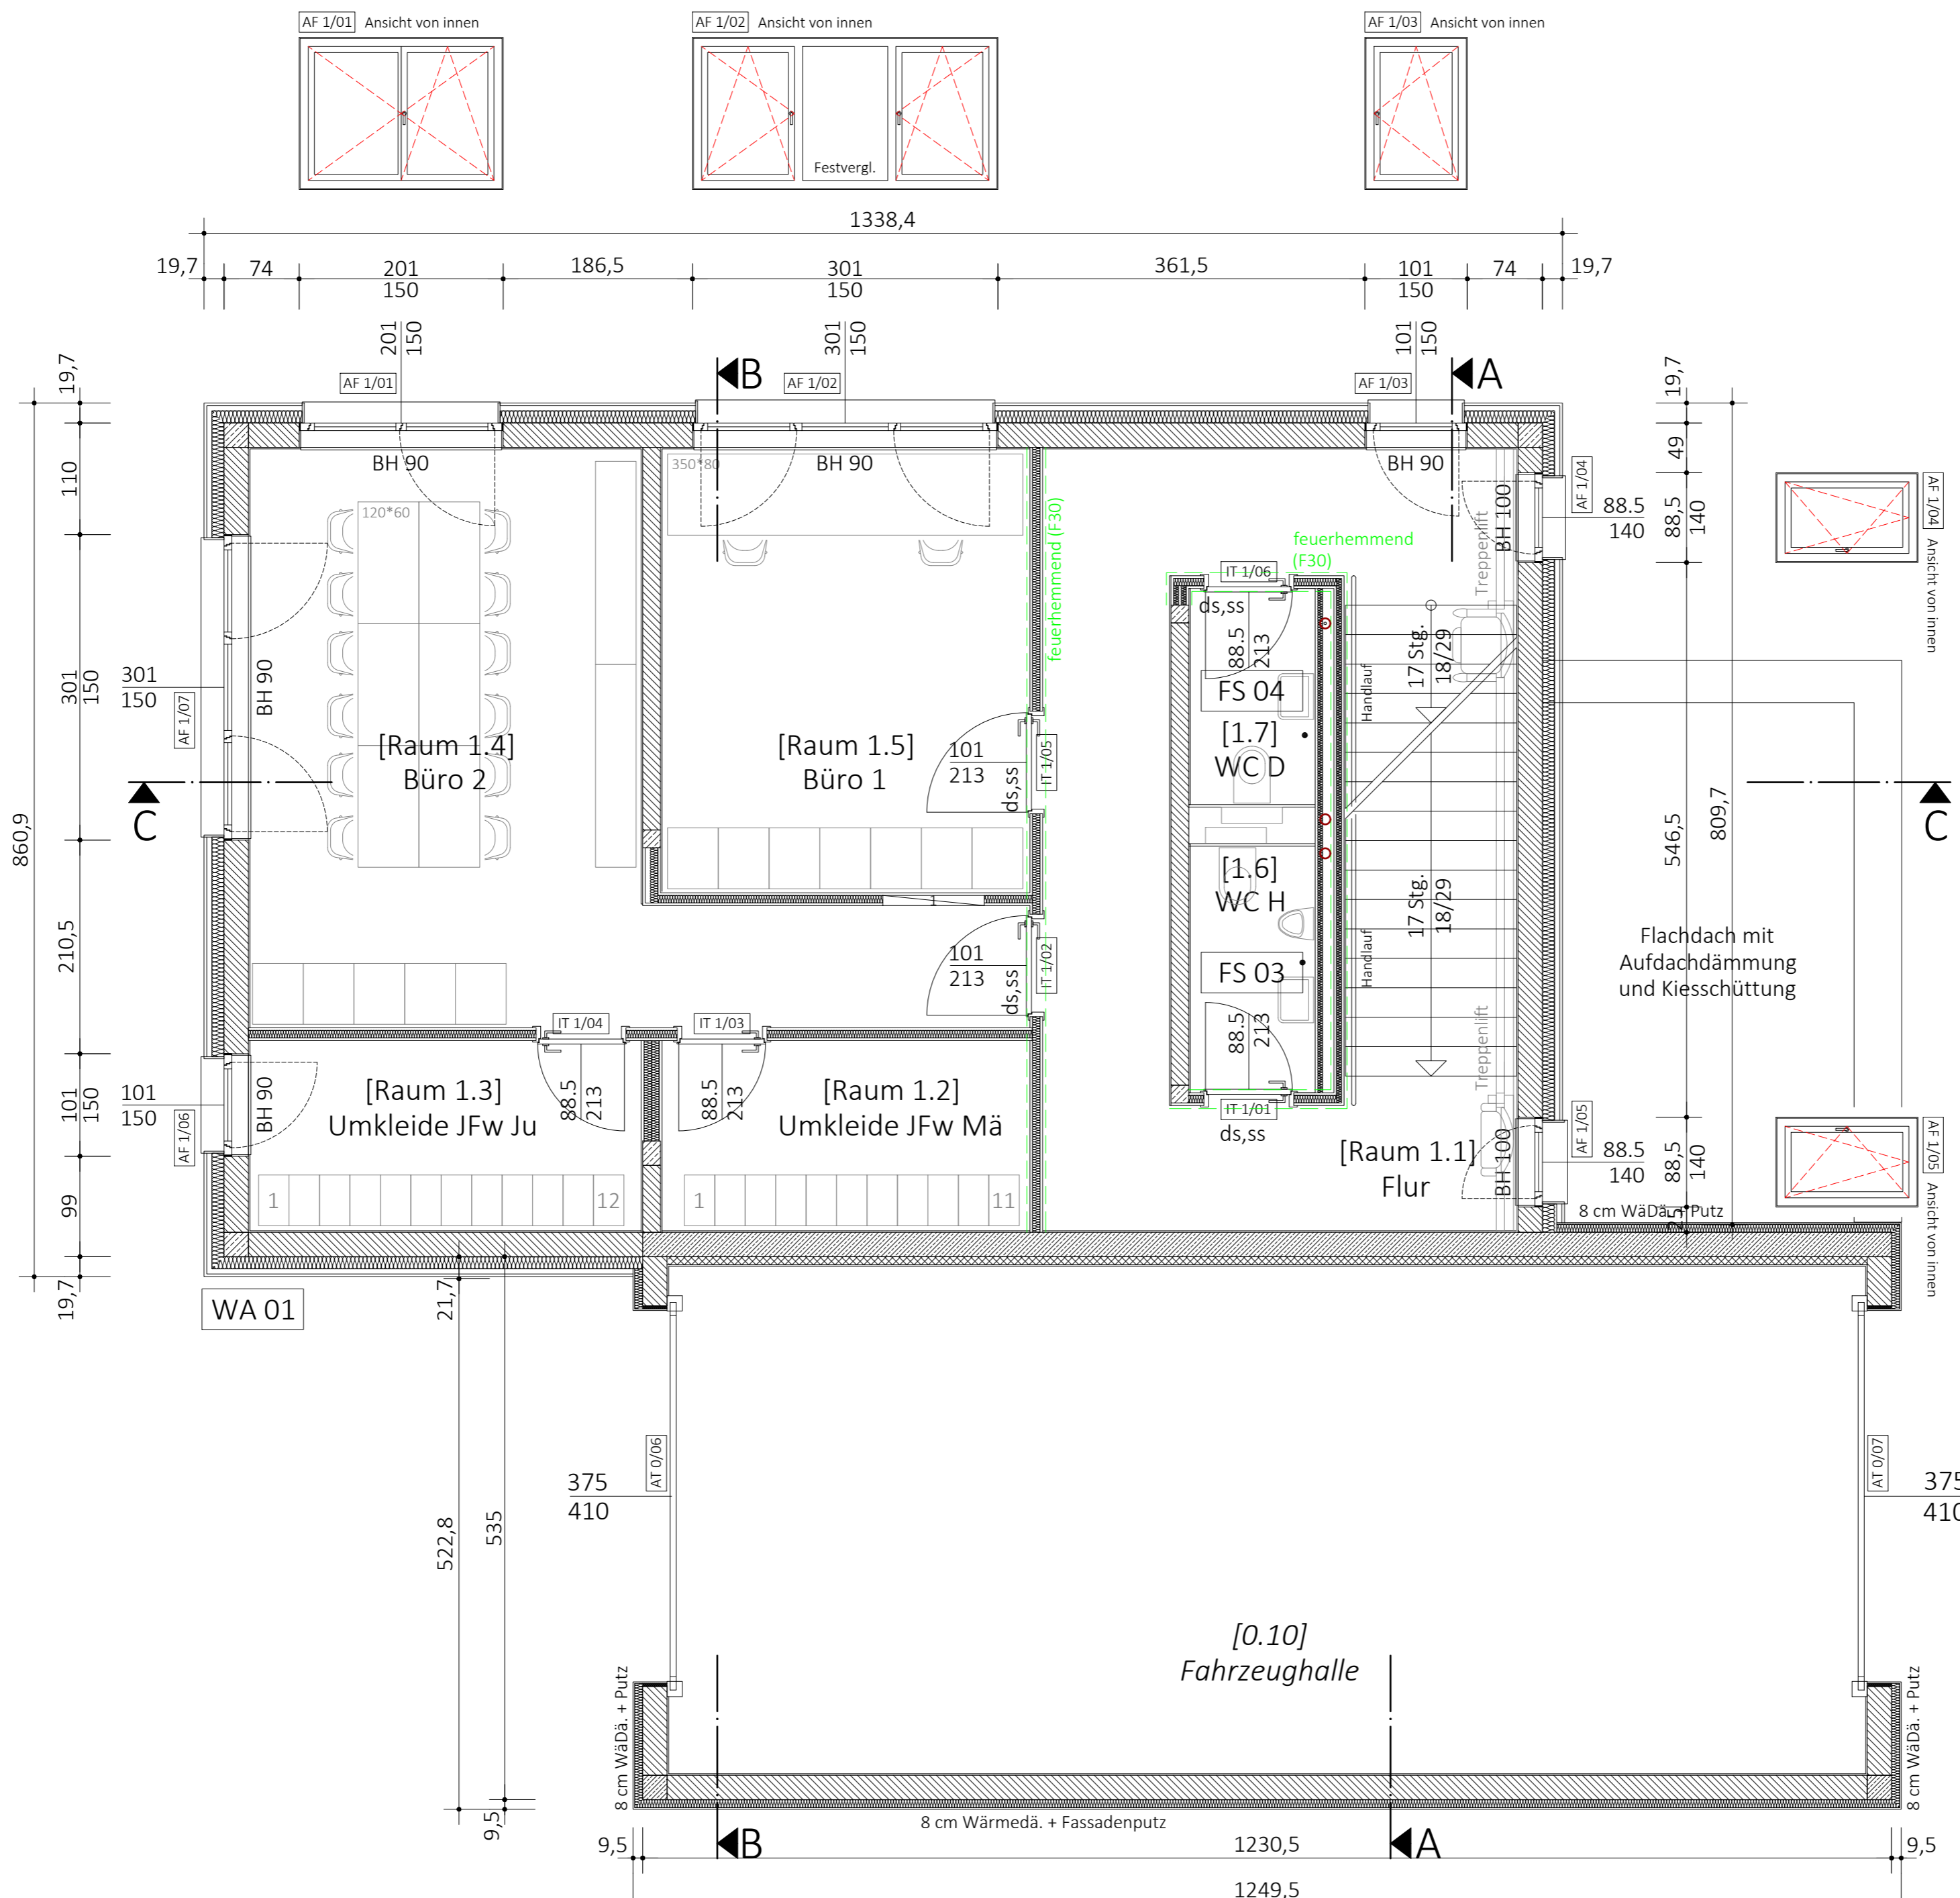 AF 1/01 Ansicht von innen
AF 1/02 Ansicht von innen
AF 1/03 Ansicht von innen
Festvergl.
1338,4
19,7 74 201 186,5 301 361,5 101 74 19,7
150 150 150
201
150
301
150
101
150
AF 1/01
B
AF 1/02
AF 1/03
A
19,7
110
301
150
210,5
101
150
99
19,7
860,9
BH 90
BH 90
BH 90
350*80
120*60
feuerhemmend (F30)
feuerhemmend
(F30)
AF 1/04
88.5
140
BH 100
Treppenlift
19,7
49
88,5
140
546,5
809,7
88,5
140
25
AF 1/04 Ansicht von innen
IT 1/06
ds,ss
88.5
213
FS 04
[1.7]
WC D
17 Stg.
18/29
Handlauf
301
150
AF 1/07
BH 90
[Raum 1.4]
Büro 2
[Raum 1.5]
Büro 1
101
213
ds,ss
IT 1/05
C
C
[1.6]
WC H
17 Stg.
18/29
Handlauf
FS 03
88.5
213
1
101
213
ds,ss
IT 1/02
Flachdach mit
Aufdachdämmung
und Kiesschüttung
IT 1/04
IT 1/03
101
150
AF 1/06
BH 90
[Raum 1.3]
Umkleide JFw Ju
88.5
213
88.5
213
[Raum 1.2]
Umkleide JFw Mä
IT 1/01
ds,ss
Treppenlift
[Raum 1.1]
Flur
BH 100
AF 1/05
88.5
140
AF 1/05 Ansicht von innen
1 12
1 11
8 cm WäDä. + Putz
WA 01
21,7
522,8
535
9,5
375
410
AT 0/06
AT 0/07
375
410
[0.10]
Fahrzeughalle
8 cm WäDä. + Putz
8 cm WäDä. + Putz
8 cm Wärmedä. + Fassadenputz
B
A
9,5 1230,5 9,5
1249,5